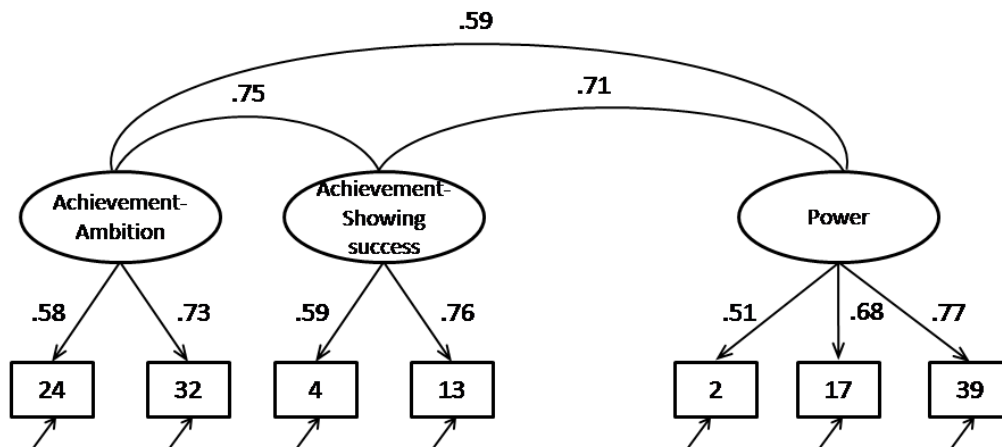 .59
.75
.71
Achievement-
Ambition
Achievement-
Showing
success
Power
.58
.73
.59
.76
.51
.68
.77
24
32
4
13
2
17
39